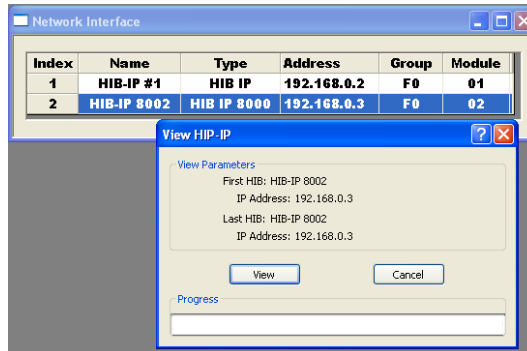 Network Interface
Index Name Type Address Group Module
1 HIB-IP #1 HIB IP 192.168.0.2 F0 01
2 HIB-IP 8002 HIB IP 8000 192.168.0.3 F0 02
View HIP-IP
View Parameters
First HIB: HIB-IP 8002
IP Address: 192.168.0.3
Last HIB: HIB-IP 8002
IP Address: 192.168.0.3
View Cancel
Progress